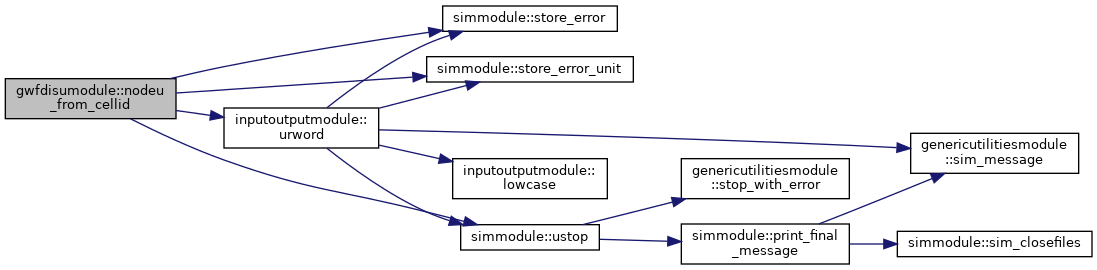 gwfdisumodule::nodeu
_from_cellid
simmodule::store_error
simmodule::store_error_unit
inputoutputmodule::
urword
inputoutputmodule::
lowcase
simmodule::ustop
genericutilitiesmodule
::stop_with_error
simmodule::print_final
_message
genericutilitiesmodule
::sim_message
simmodule::sim_closefiles